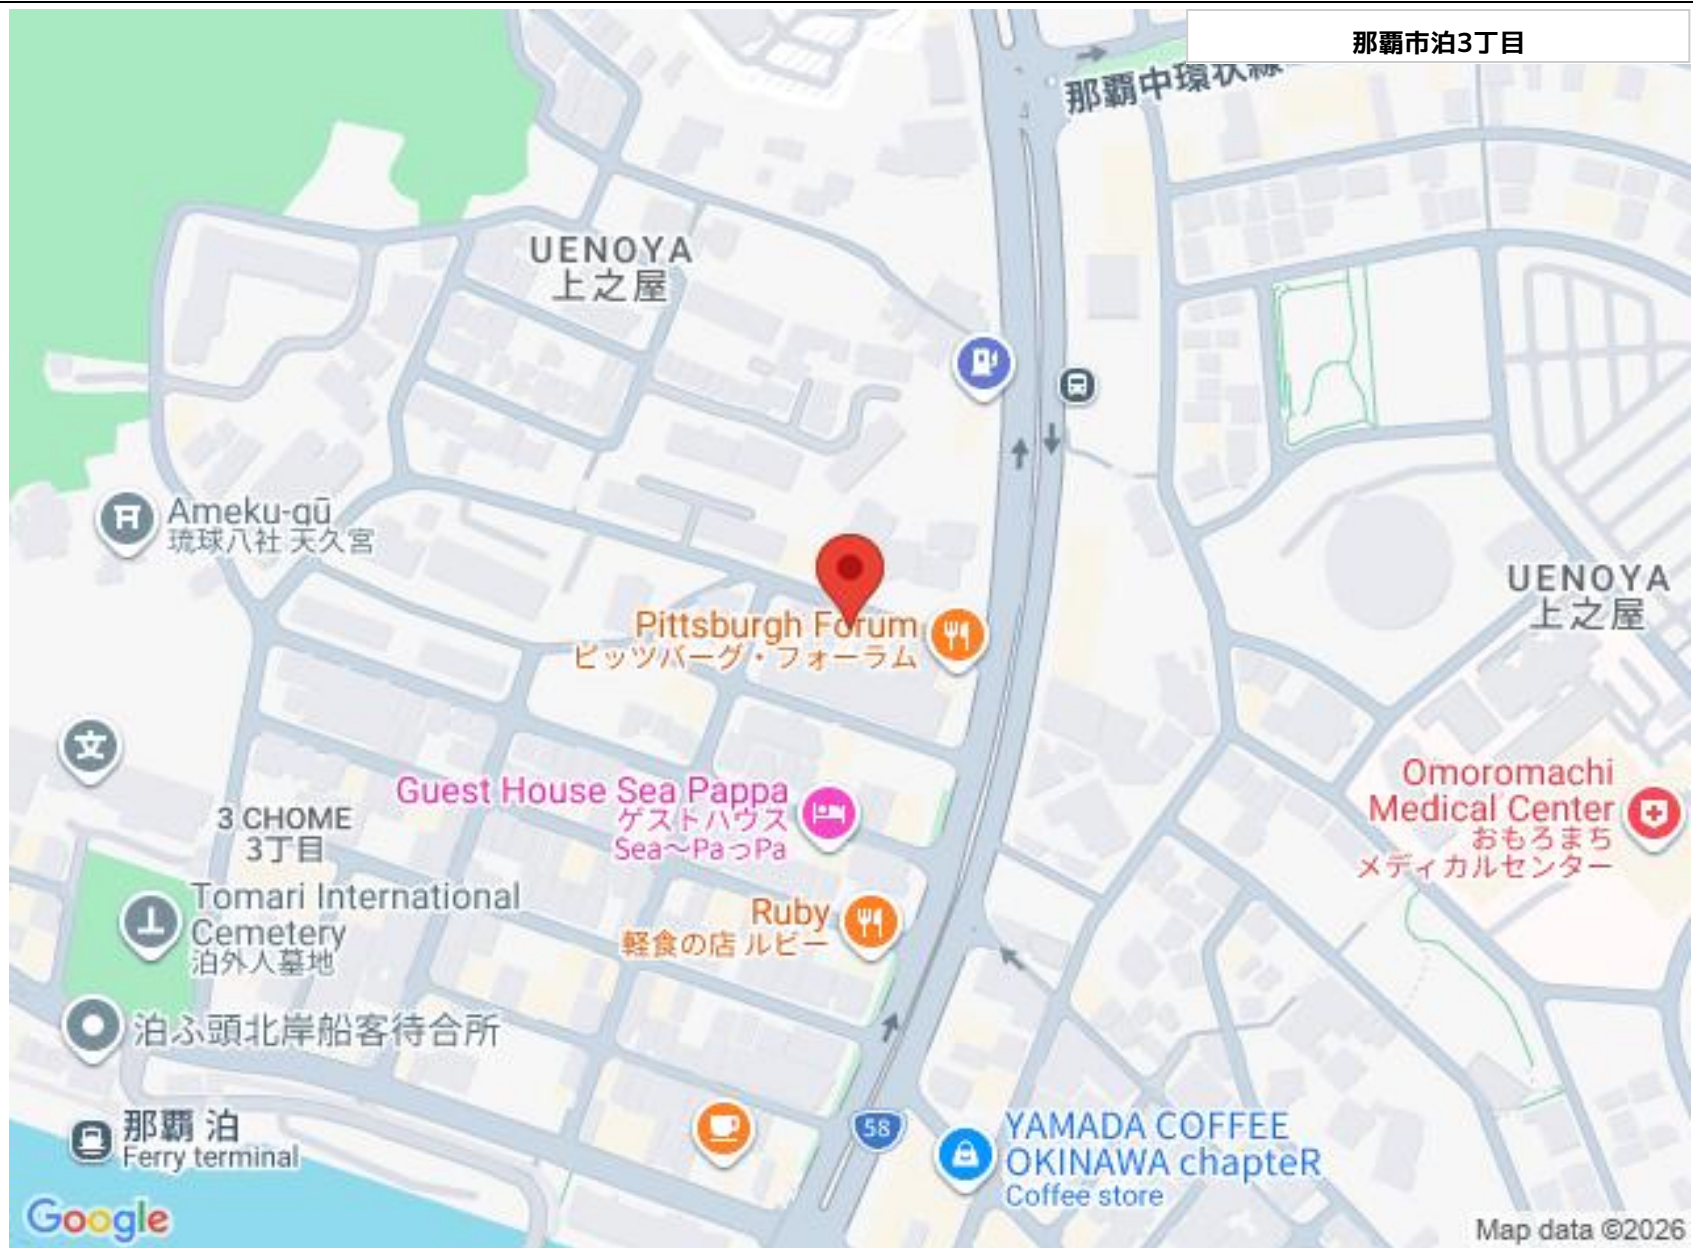 那覇市泊3丁目
那覇中環状線
UENOYA
上之屋
Ameku-gū
琉球八社 天久宮
UENOYA
上之屋
Pittsburgh Forum
ピッツバーグ・フォーラム
Guest House Sea Pappa
ゲストハウス
Sea〜PaっPa
Omoromachi
Medical Center
おもろまち
メディカルセンター
3 CHOME
3丁目
Tomari International
Cemetery
泊外人墓地
Ruby
軽食の店 ルビー
泊ふ頭北岸船客待合所
那覇 泊
Ferry terminal
58
YAMADA COFFEE
OKINAWA chapteR
Coffee store
Google
Map data ©2026